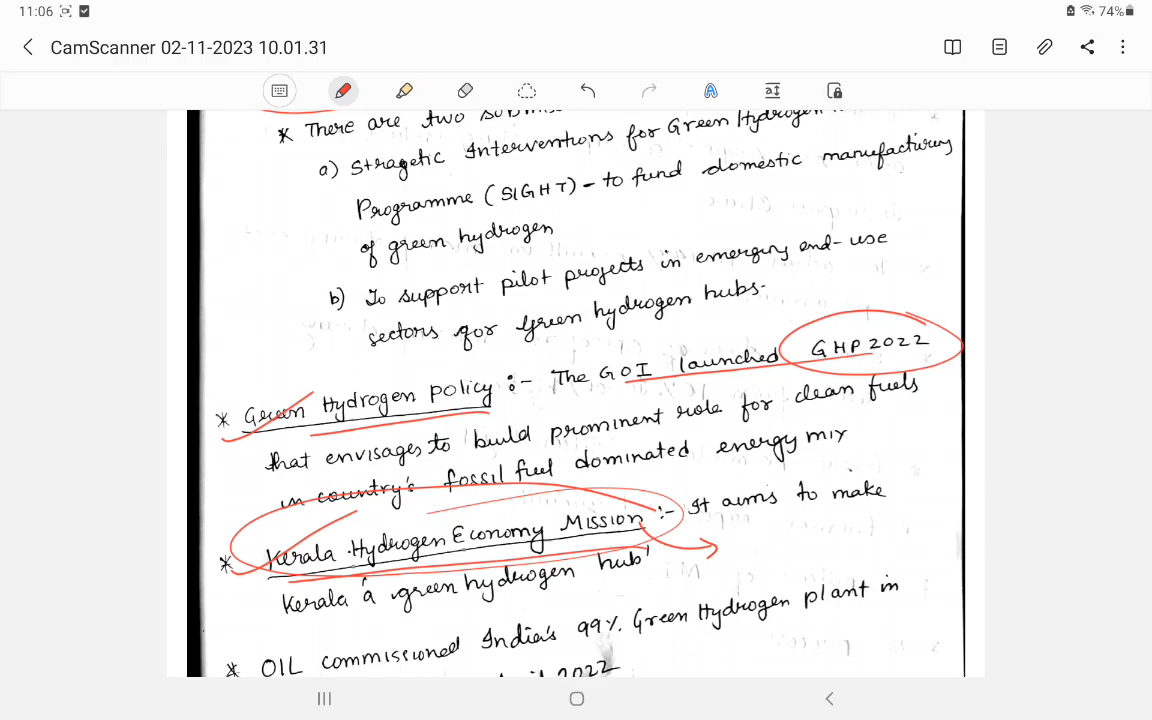 11:06
74%
CamScanner 02-11-2023 10.01.31
* There are two
a) Stragetic Interventions for Green Hydrogen
Programme (SIGHT) - to fund domestic manufacturing
of green hydrogen
b) To support pilot projects in emerging end-use
sectors for green hydrogen hubs.
* Green Hydrogen Policy :- The GOI launched GHP 2022
that envisages to build prominent role for clean fuels
in country's fossil fuel dominated energy mix
* Kerala Hydrogen Economy Mission :- It aims to make
Kerala a 'green hydrogen hub'
* OIL commissioned India's 99% Green Hydrogen plant in
2022